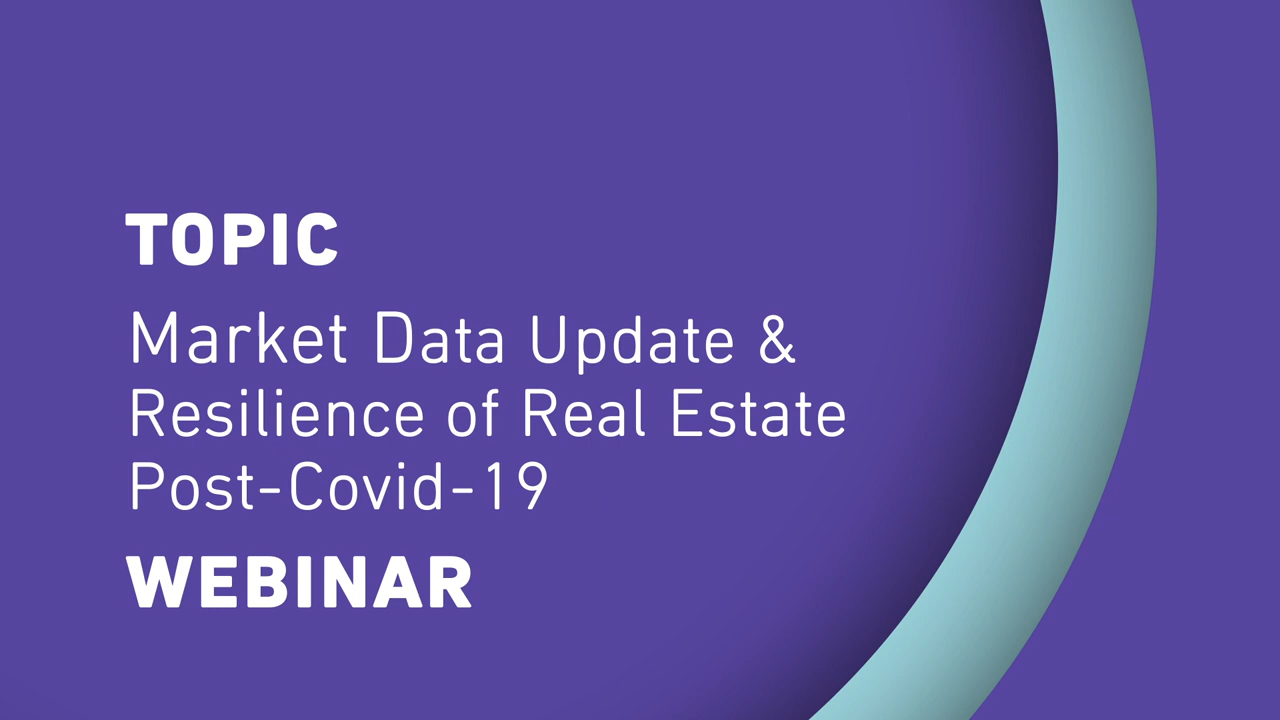 TOPIC
Market Data Update &
Resilience of Real Estate
Post-Covid-19
WEBINAR